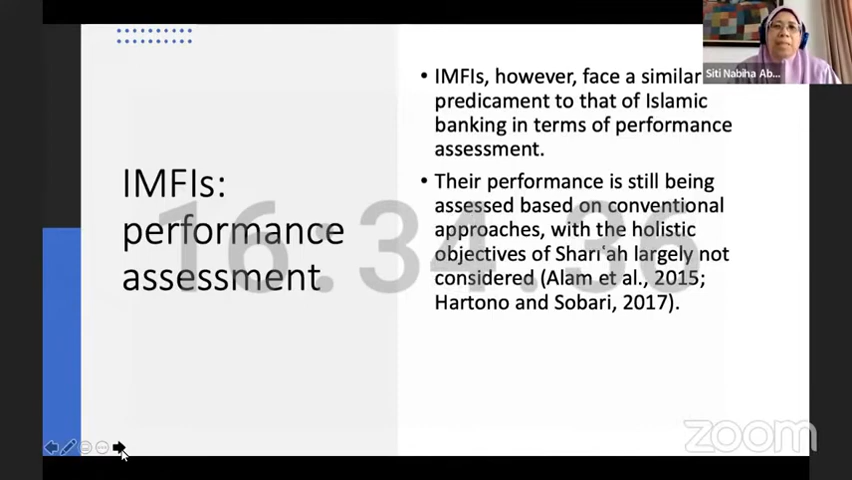 Siti Nabiha Ab...
IMFIs:
performance
assessment
• IMFIs, however, face a similar
predicament to that of Islamic
banking in terms of performance
assessment.
• Their performance is still being
assessed based on conventional
approaches, with the holistic
objectives of Sharīʿah largely not
considered (Alam et al., 2015;
Hartono and Sobari, 2017).
16:34:36
zoom